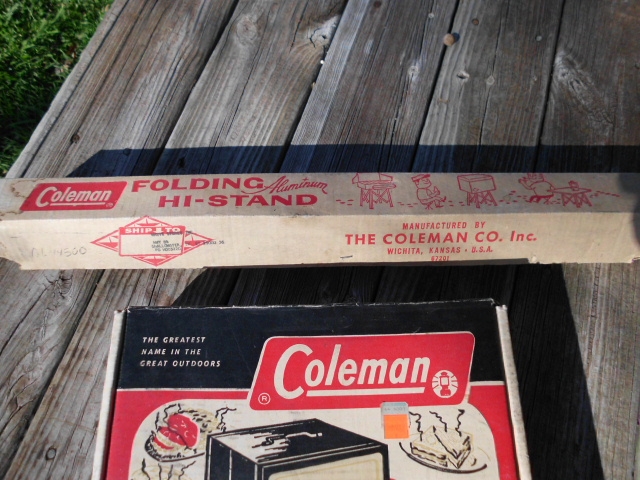 Coleman
FOLDING Aluminum
HI-STAND
SHIP TO
MANUFACTURED BY
THE COLEMAN CO. Inc.
WICHITA, KANSAS • U.S.A.
THE GREATEST
NAME IN THE
GREAT OUTDOORS
Coleman
®